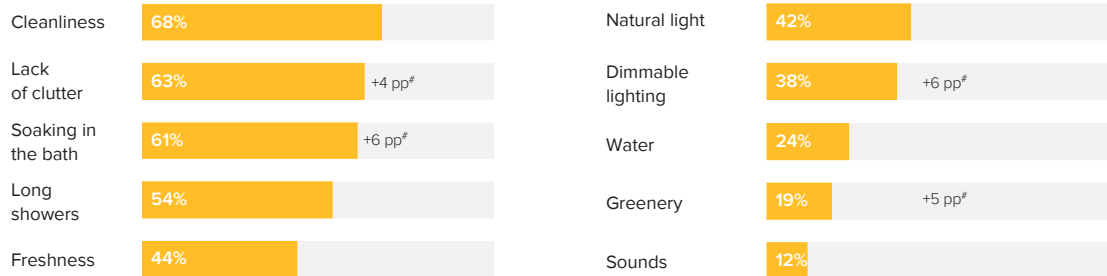 Cleanliness
68%
Lack
of clutter
63%
+4 pp#
Soaking in
the bath
61%
+6 pp#
Long
showers
54%
Freshness
44%
Natural light
42%
Dimmable
lighting
38%
+6 pp#
Water
24%
Greenery
19%
+5 pp#
Sounds
12%